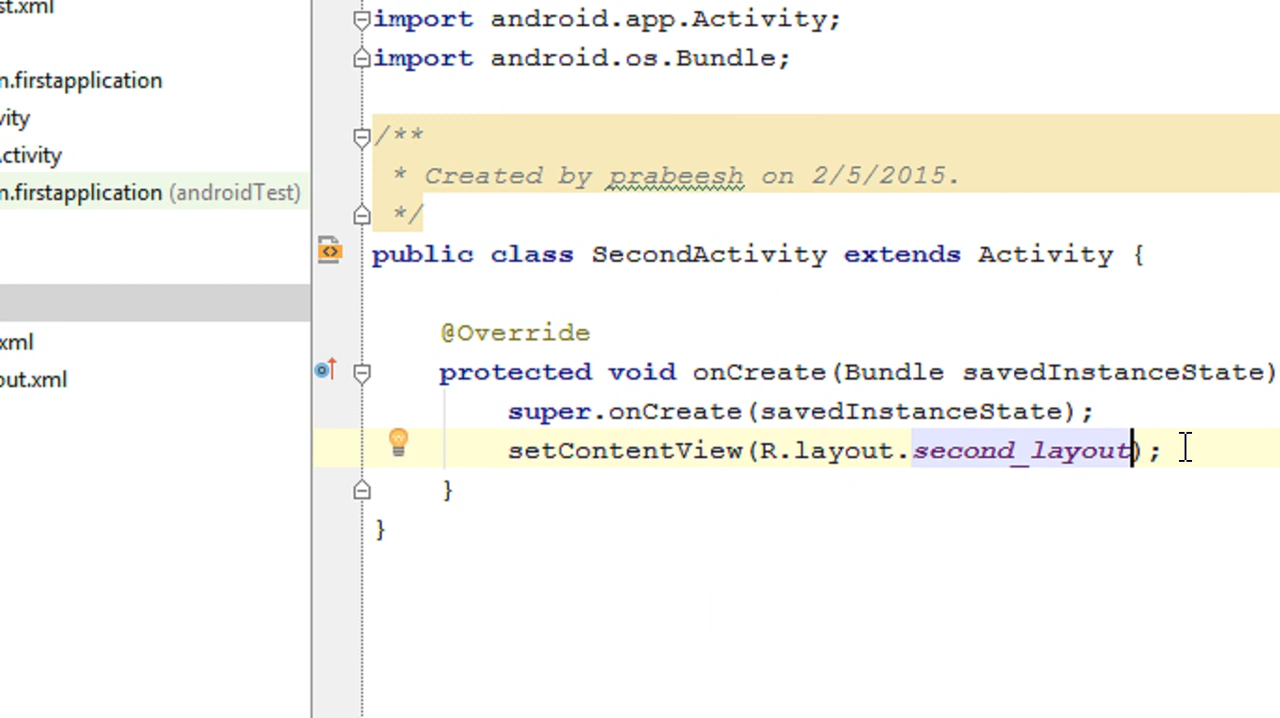 st.xml
n.firstapplication
vity
Activity
n.firstapplication (androidTest)
xml
out.xml
import android.app.Activity;
import android.os.Bundle;
/**
* Created by prabeesh on 2/5/2015.
*/
public class SecondActivity extends Activity {
@Override
protected void onCreate(Bundle savedInstanceState)
super.onCreate(savedInstanceState);
setContentView(R.layout.second_layout);
}
}